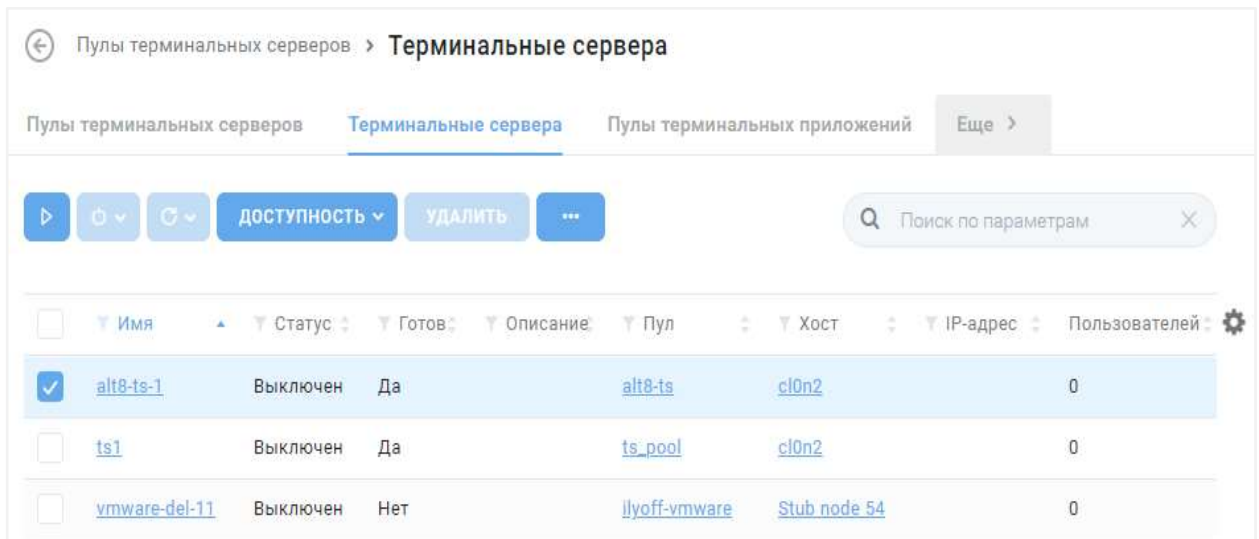 Пулы терминальных серверов > Терминальные сервера
Пулы терминальных серверов Терминальные сервера Пулы терминальных приложений Еще >
ДОСТУПНОСТЬ УДАЛИТЬ ... Поиск по параметрам
Имя Статус Готов Описание Пул Хост IP-адрес Пользователей
alt8-ts-1 Выключен Да alt8-ts cl0n2 0
ts1 Выключен Да ts_pool cl0n2 0
vmware-del-11 Выключен Нет ilyoff-vmware Stub node 54 0